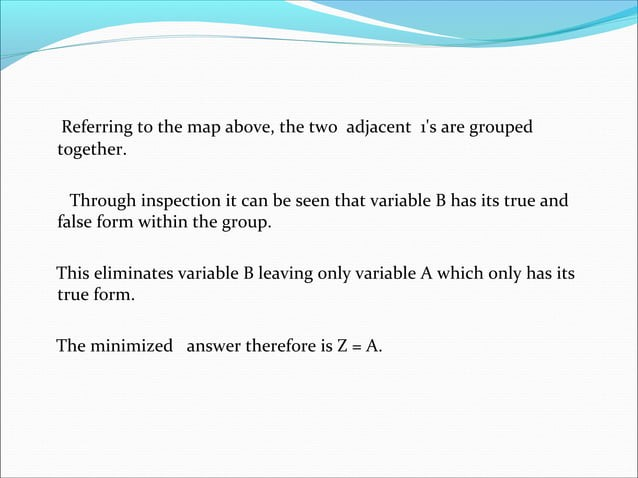 Referring to the map above, the two adjacent 1's are grouped
together.
Through inspection it can be seen that variable B has its true and
false form within the group.
This eliminates variable B leaving only variable A which only has its
true form.
The minimized answer therefore is Z = A.